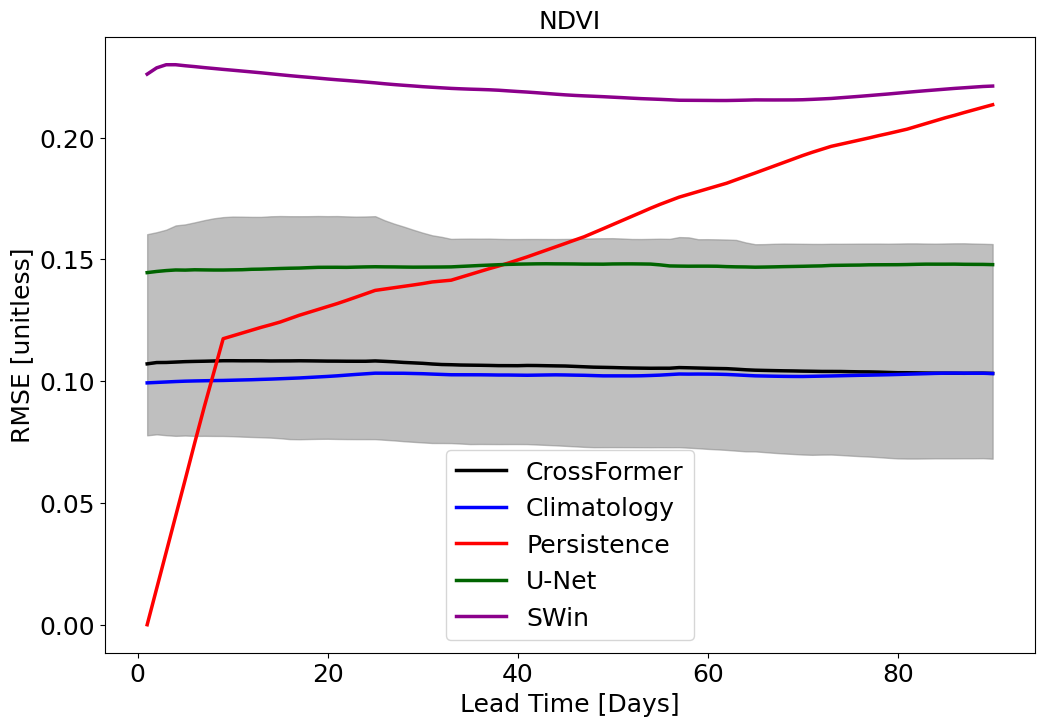 NDVI
RMSE [unitless]
0.20
0.15
0.10
0.05
0.00
CrossFormer
Climatology
Persistence
U-Net
SWin
0 20 40 60 80
Lead Time [Days]